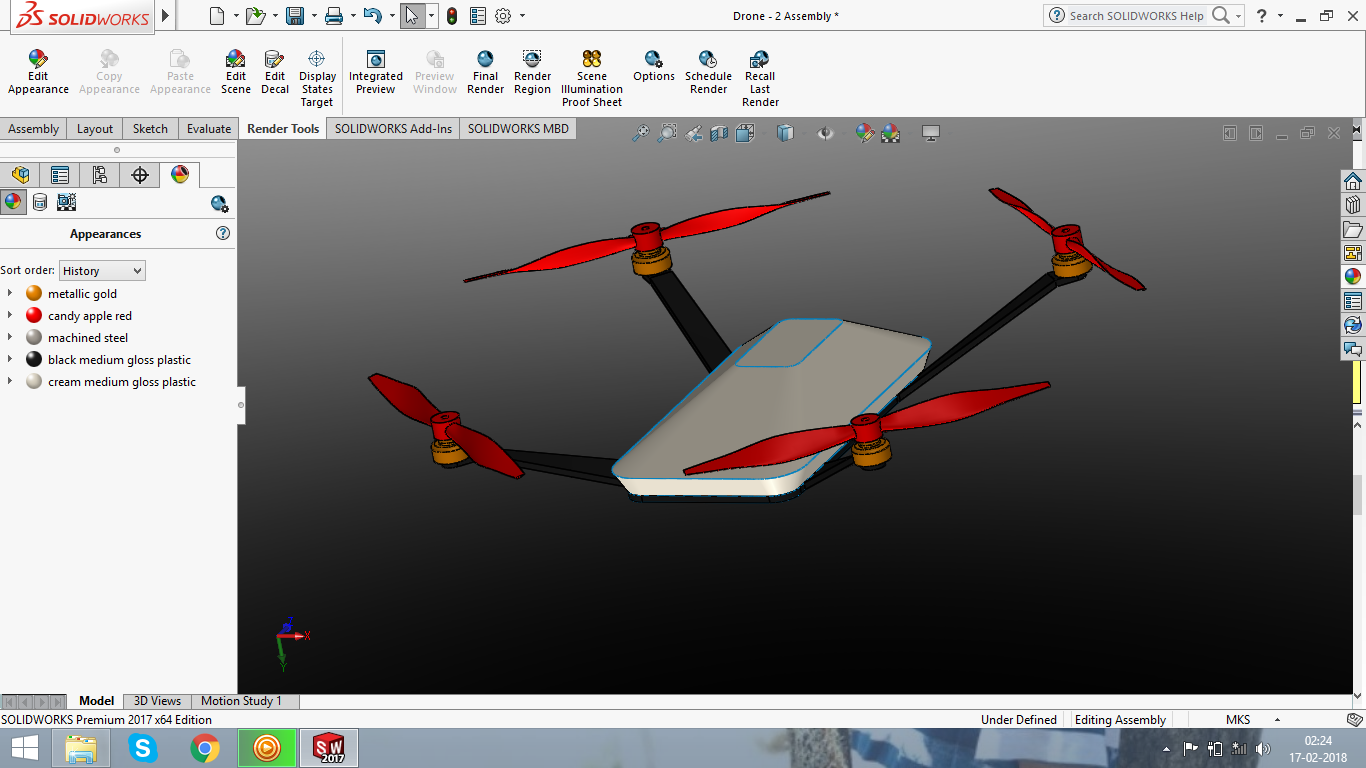 SOLIDWORKS
Drone - 2 Assembly *
Search SOLIDWORKS Help
?
Edit
Appearance
Copy
Appearance
Paste
Appearance
Edit
Scene
Edit
Decal
Display
States
Target
Integrated
Preview
Preview
Window
Final
Render
Render
Region
Scene
Illumination
Proof Sheet
Options
Schedule
Render
Recall
Last
Render
Assembly
Layout
Sketch
Evaluate
Render Tools
SOLIDWORKS Add-Ins
SOLIDWORKS MBD
Appearances
?
Sort order: History
metallic gold
candy apple red
machined steel
black medium gloss plastic
cream medium gloss plastic
X
Y
Model
3D Views
Motion Study 1
SOLIDWORKS Premium 2017 x64 Edition
Under Defined
Editing Assembly
MKS
S
SW
2017
02:24
17-02-2018